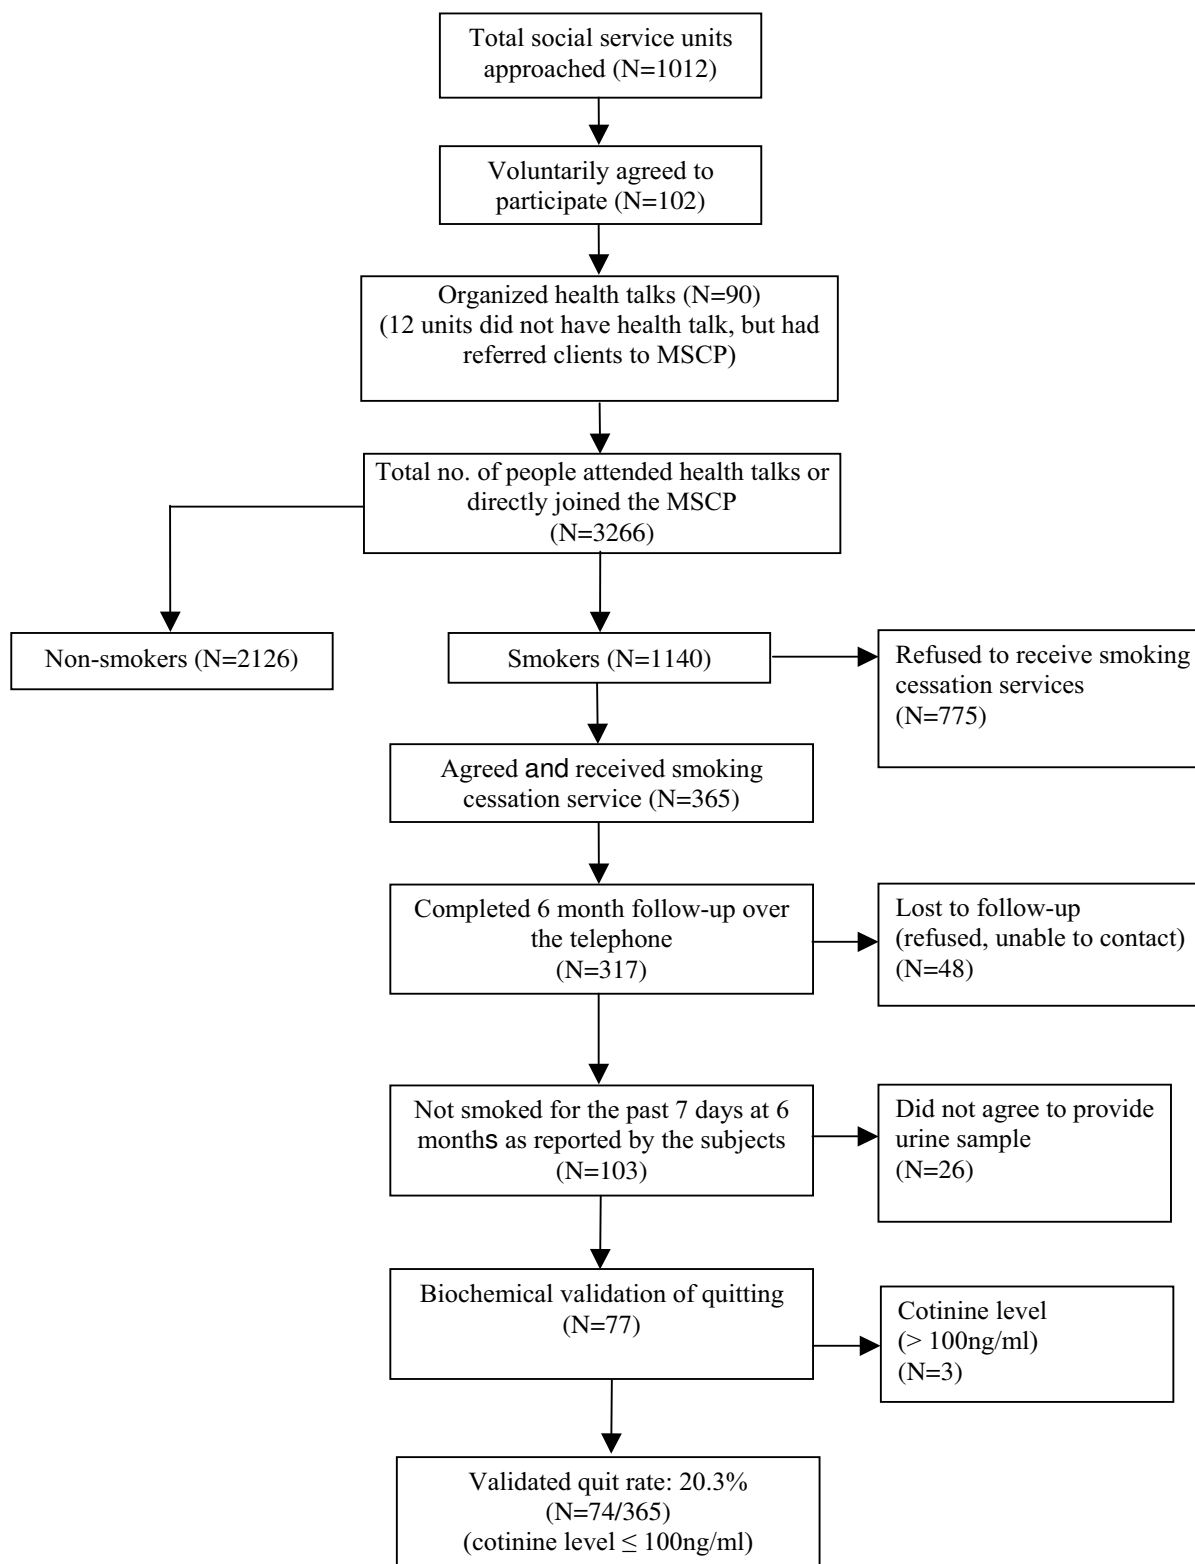 Total social service units
approached (N=1012)
Voluntarily agreed to
participate (N=102)
Organized health talks (N=90)
(12 units did not have health talk, but had
referred clients to MSCP)
Total no. of people attended health talks or
directly joined the MSCP
(N=3266)
Non-smokers (N=2126)
Smokers (N=1140)
Refused to receive smoking
cessation services
(N=775)
Agreed and received smoking
cessation service (N=365)
Completed 6 month follow-up over
the telephone
(N=317)
Lost to follow-up
(refused, unable to contact)
(N=48)
Not smoked for the past 7 days at 6
months as reported by the subjects
(N=103)
Did not agree to provide
urine sample
(N=26)
Biochemical validation of quitting
(N=77)
Cotinine level
(> 100ng/ml)
(N=3)
Validated quit rate: 20.3%
(N=74/365)
(cotinine level ≤ 100ng/ml)